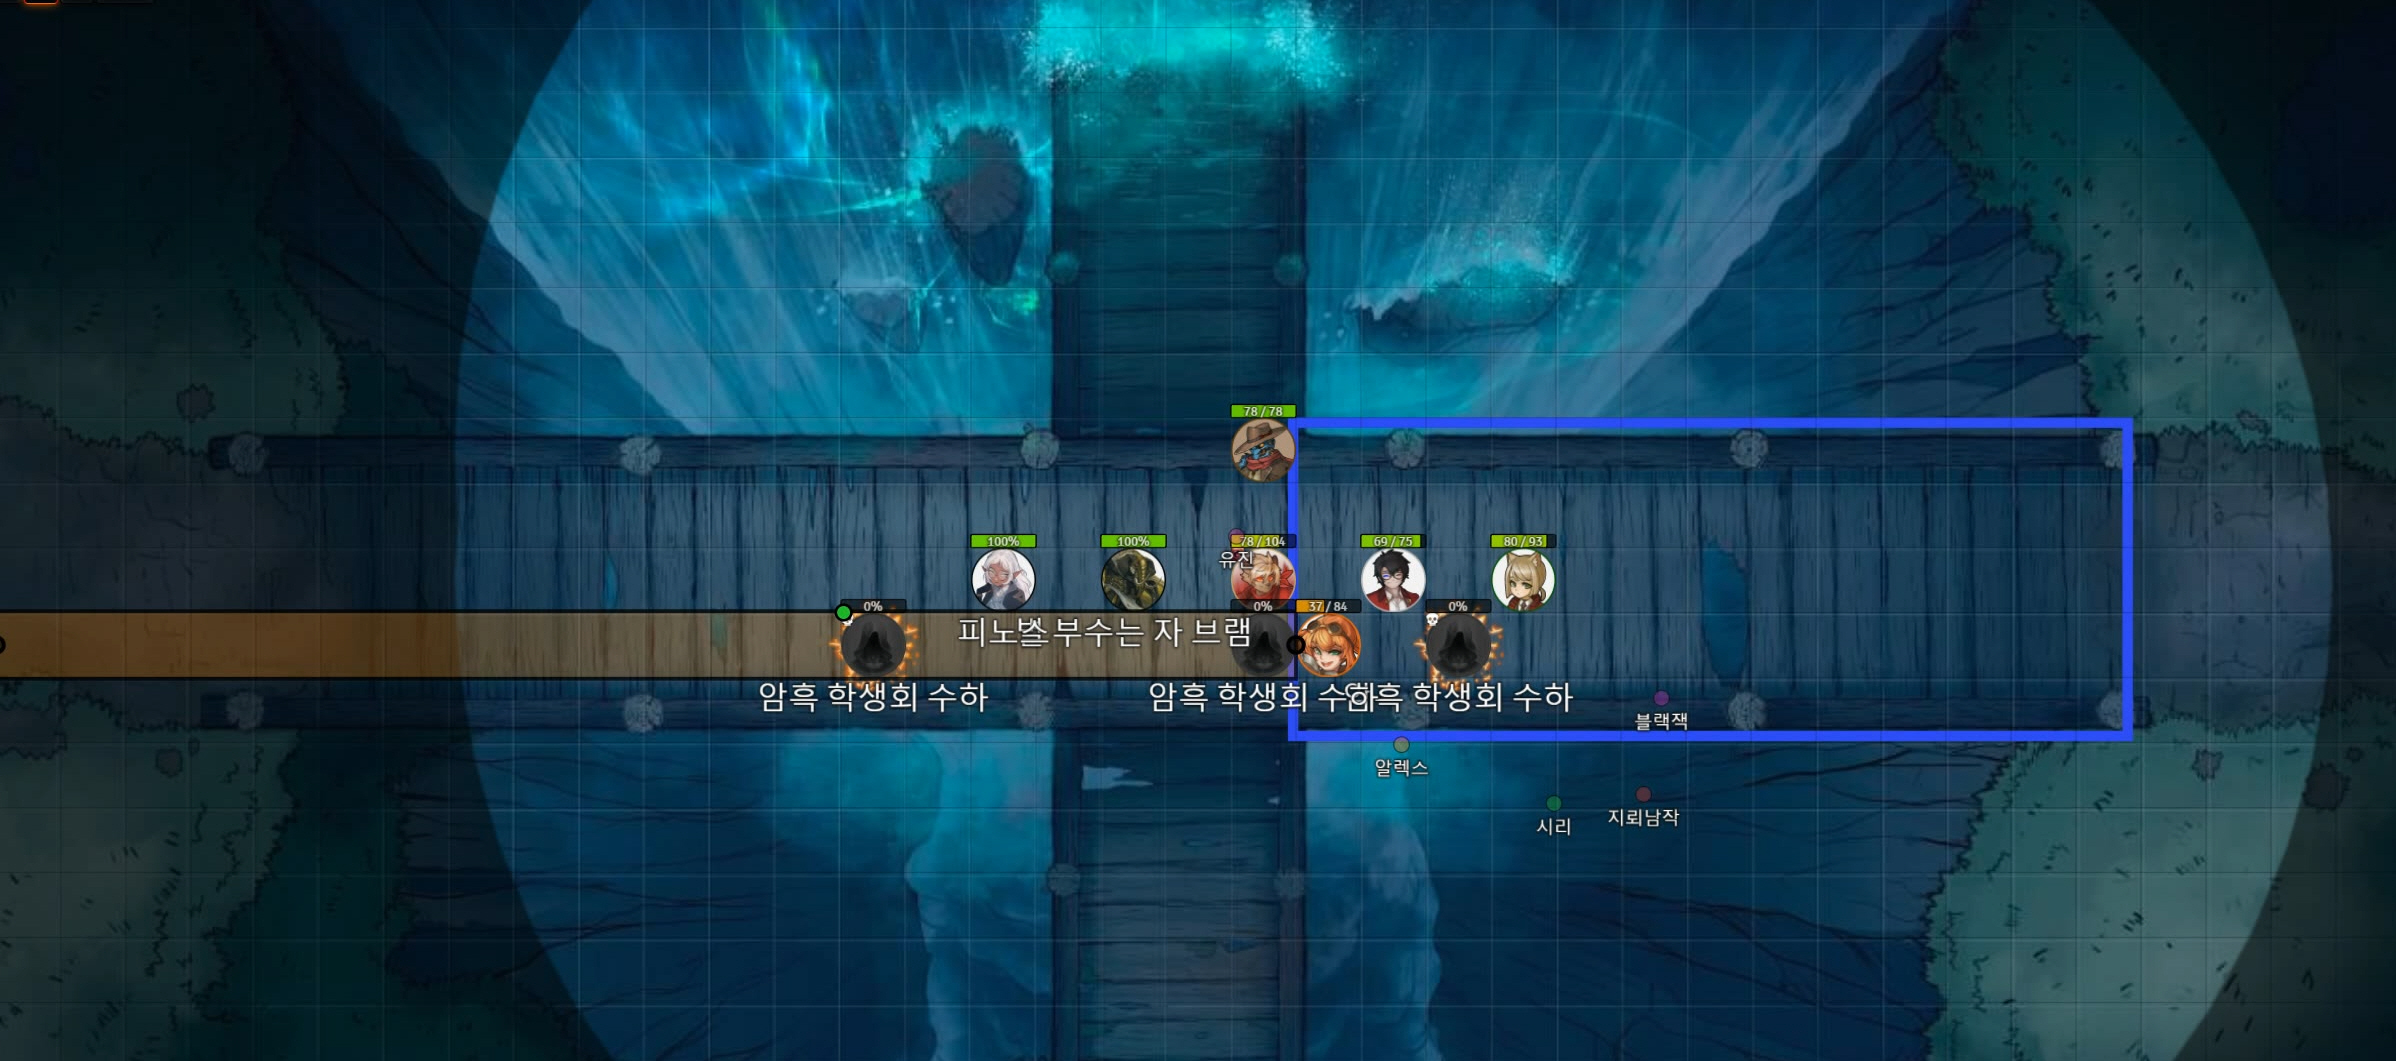 78 / 78
100%
100%
78 / 104
69 / 75
80 / 93
유진
0%
0%
37 / 84
0%
피노
벨 부수는 자 브램
암흑 학생회 수하
암흑 학생회 수하
암흑 학생회 수하
블랙잭
알렉스
시리
지뢰남작